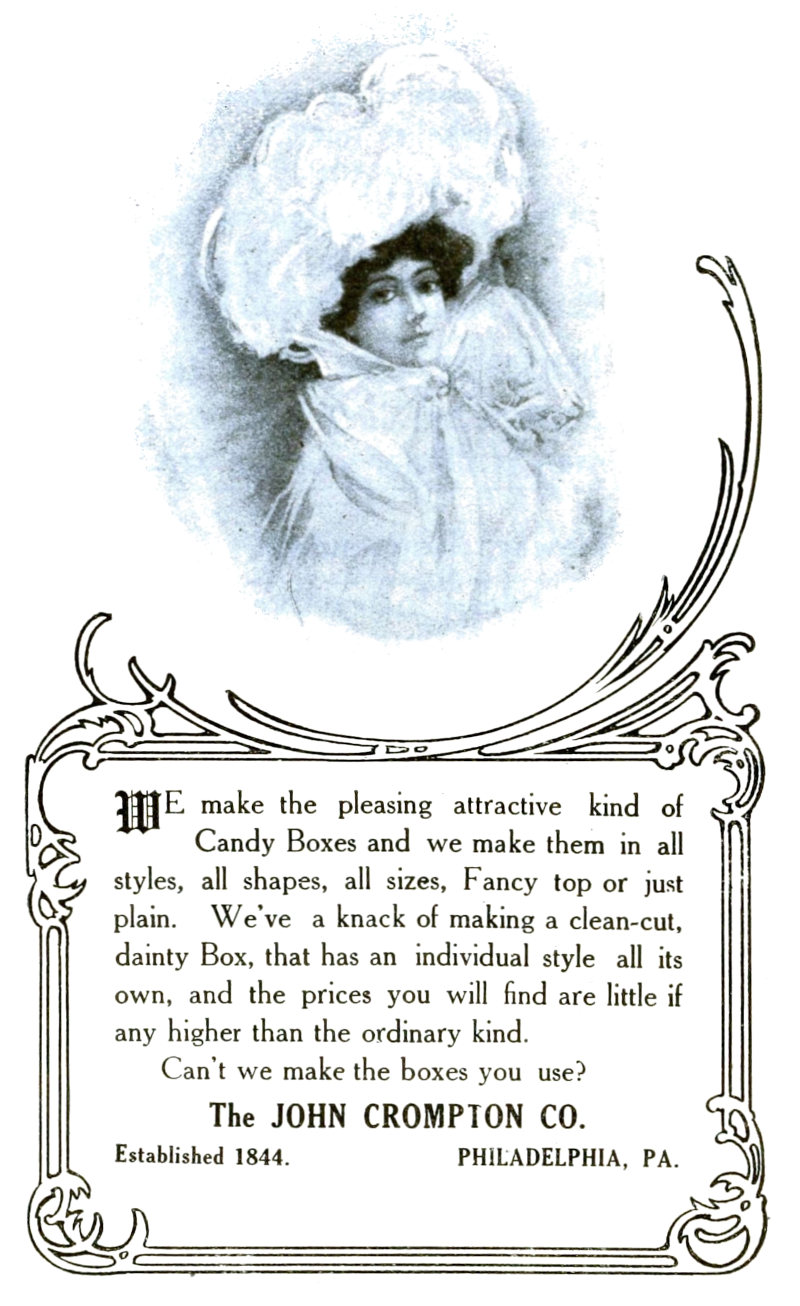 WE make the pleasing attractive kind of
Candy Boxes and we make them in all
styles, all shapes, all sizes, Fancy top or just
plain. We've a knack of making a clean-cut,
dainty Box, that has an individual style all its
own, and the prices you will find are little if
any higher than the ordinary kind.
Can't we make the boxes you use?
The JOHN CROMPTON CO.
Established 1844. PHILADELPHIA, PA.